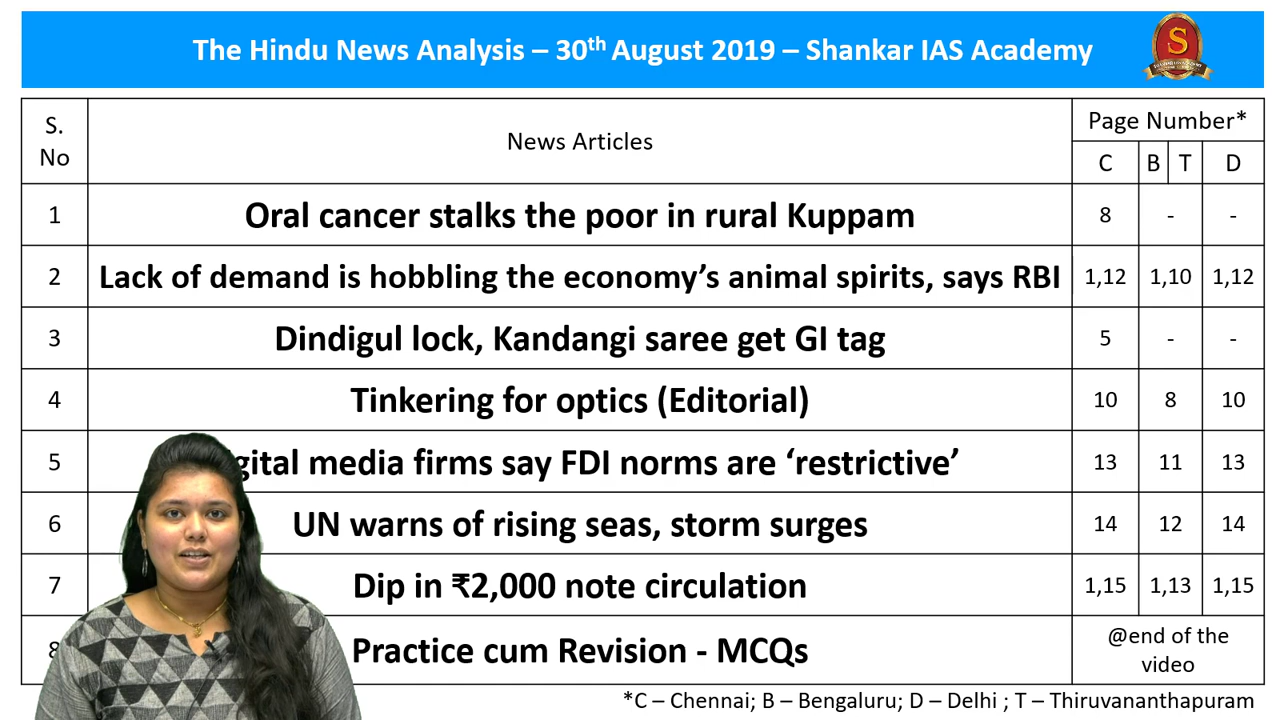 The Hindu News Analysis – 30th August 2019 – Shankar IAS Academy
S
S. No
News Articles
Page Number*
C B T D
1 Oral cancer stalks the poor in rural Kuppam 8 - -
2 Lack of demand is hobbling the economy’s animal spirits, says RBI 1,12 1,10 1,12
3 Dindigul lock, Kandangi saree get GI tag 5 - -
4 Tinkering for optics (Editorial) 10 8 10
5 gital media firms say FDI norms are ‘restrictive’ 13 11 13
6 UN warns of rising seas, storm surges 14 12 14
7 Dip in ₹2,000 note circulation 1,15 1,13 1,15
8 Practice cum Revision - MCQs @end of the video
*C – Chennai; B – Bengaluru; D – Delhi ; T – Thiruvananthapuram